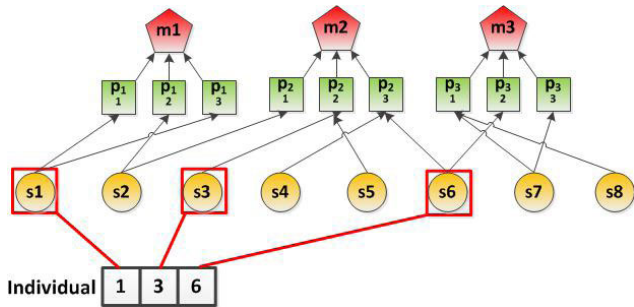 m1 m2 m3
p1 1 p1 2 p1 3 p2 1 p2 2 p2 3 p3 1 p3 2 p3 3
s1 s2 s3 s4 s5 s6 s7 s8
Individual 1 3 6